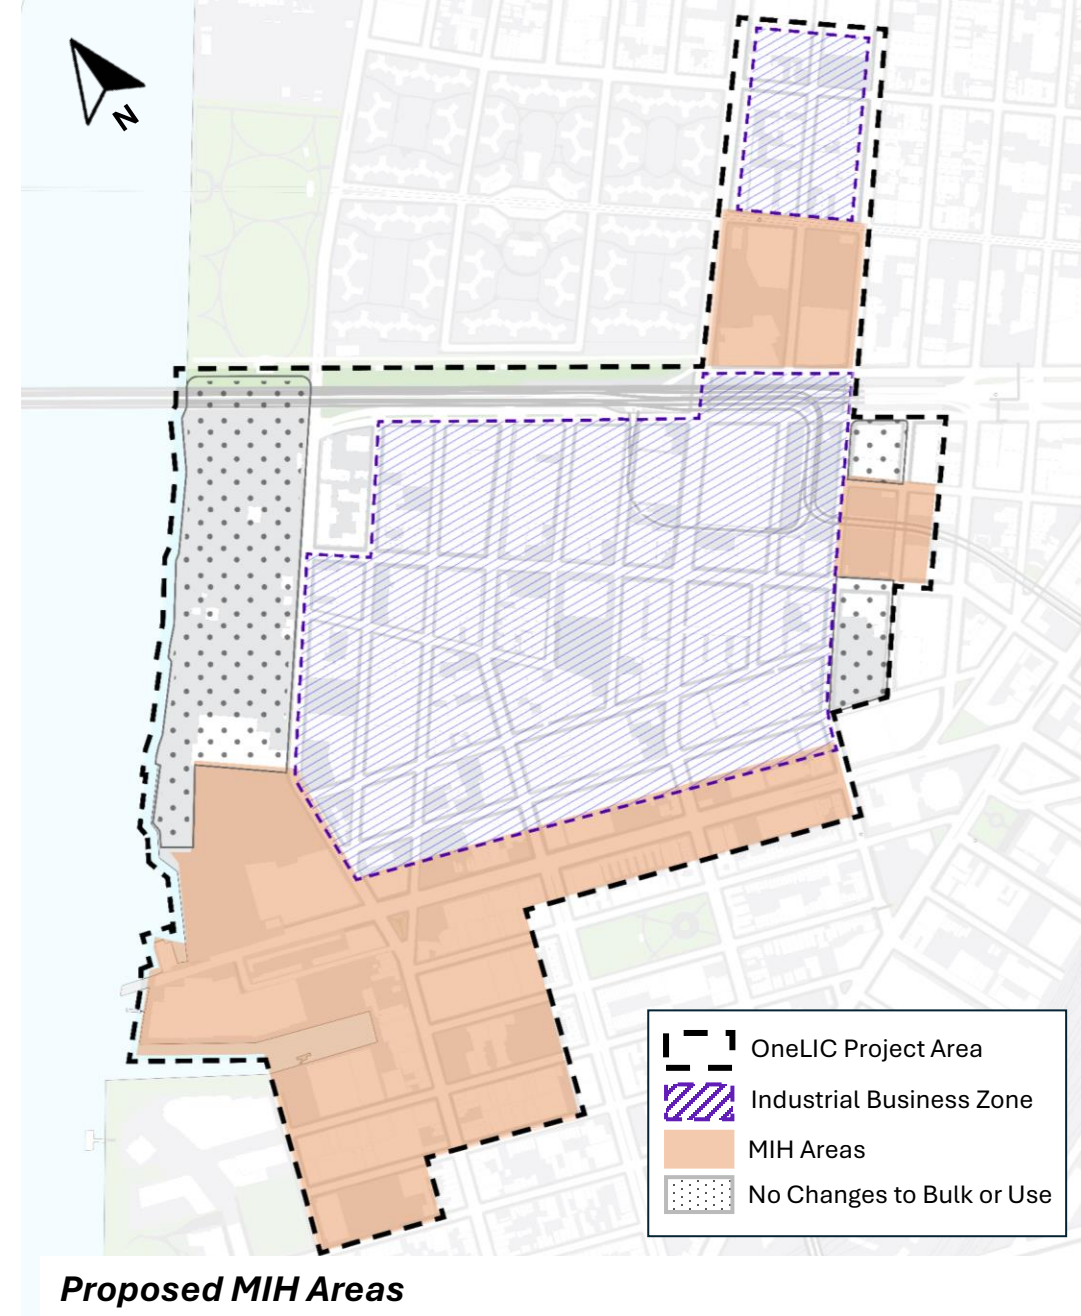 N
OneLIC Project Area
Industrial Business Zone
MIH Areas
No Changes to Bulk or Use
Proposed MIH Areas